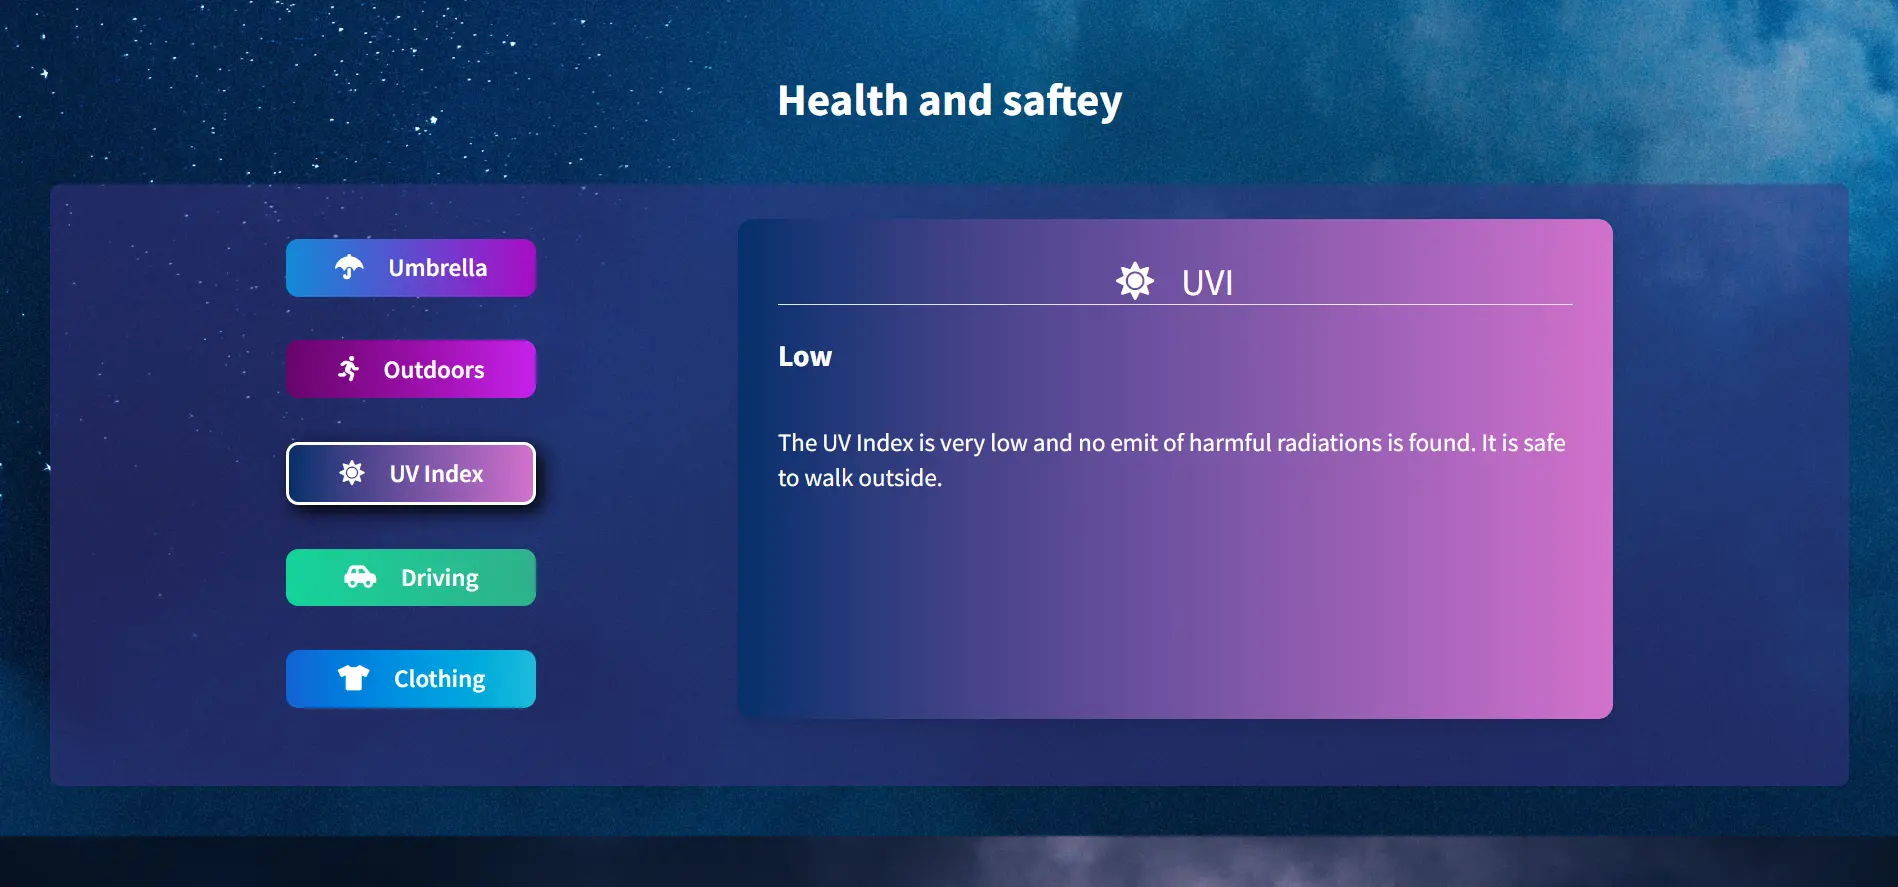 Health and saftey
Umbrella
Outdoors
UV Index
Driving
Clothing
UVI
Low
The UV Index is very low and no emit of harmful radiations is found. It is safe
to walk outside.